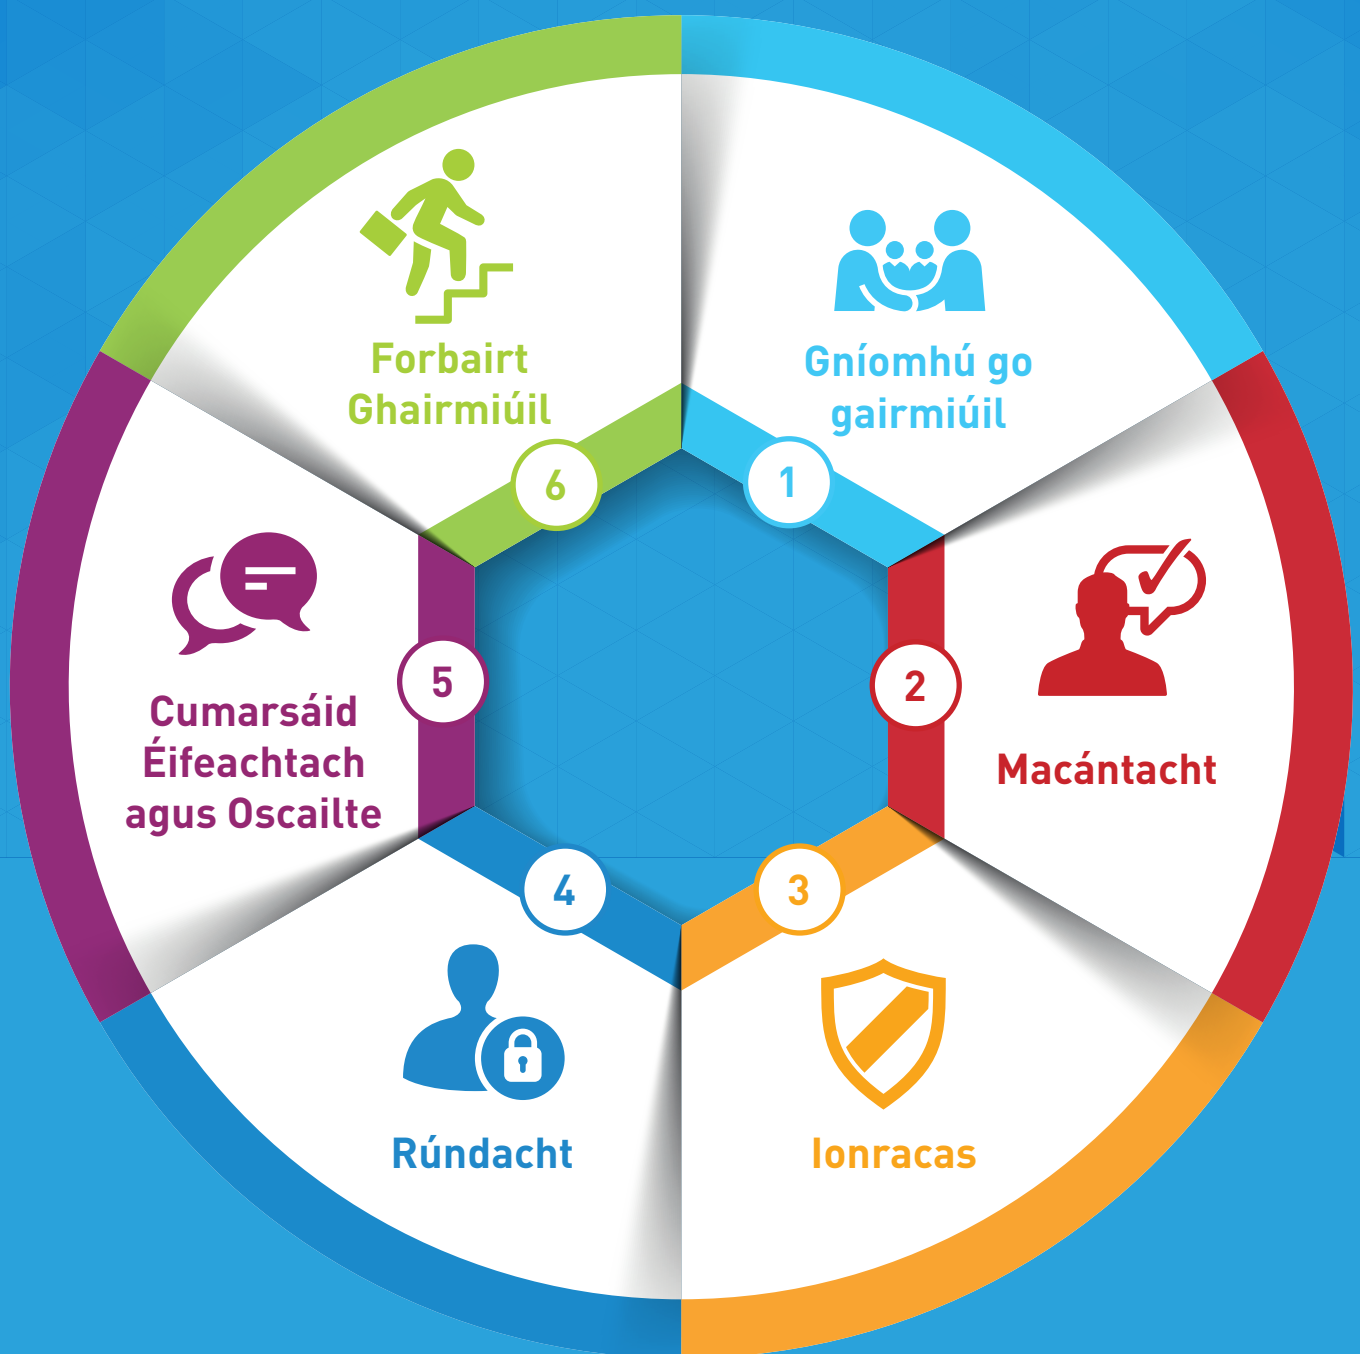 1
Gníomhú go
gairmiúil
2
Macántacht
3
Ionracas
4
Rúndacht
5
Cumarsáid
Éifeachtach
agus Oscailte
6
Forbairt
Ghairmiúil